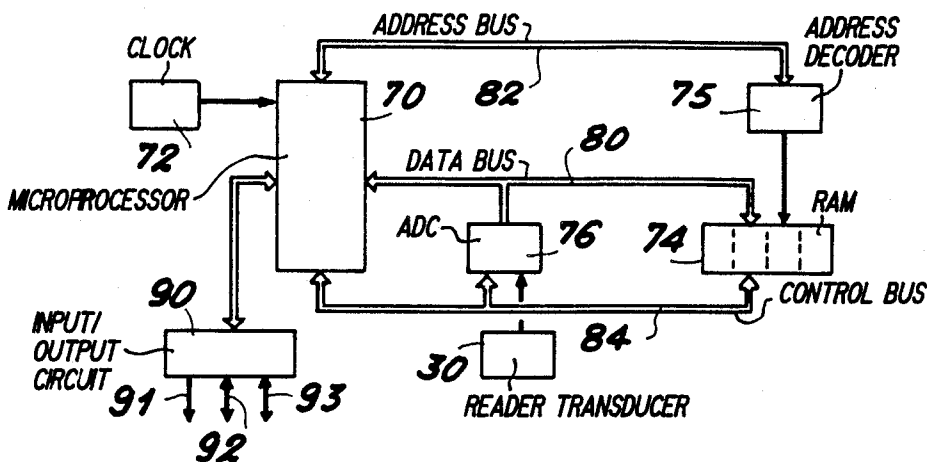 ADDRESS BUS
ADDRESS
DECODER
CLOCK
70
82
75
72
DATA BUS
80
MICROPROCESSOR
ADC
76
74
RAM
90
CONTROL BUS
INPUT/
OUTPUT
CIRCUIT
84
30
91
93
READER TRANSDUCER
92